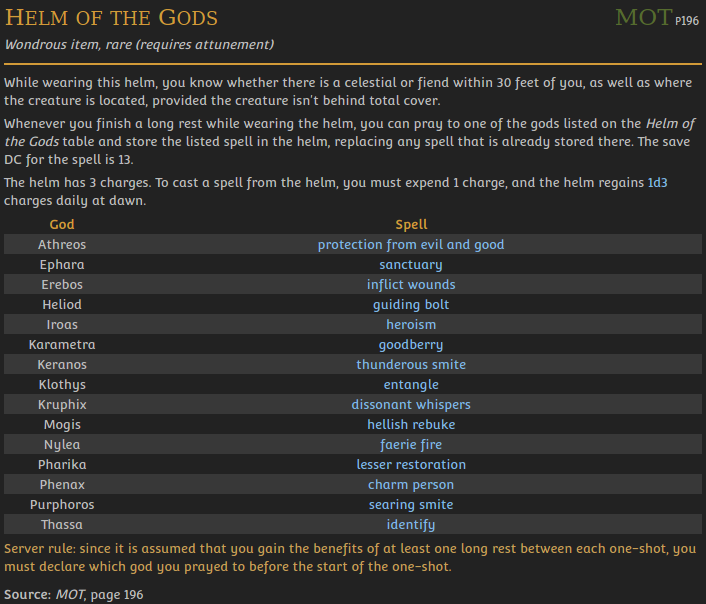 Helm of the Gods MOT P196
Wondrous item, rare (requires attunement)
While wearing this helm, you know whether there is a celestial or fiend within 30 feet of you, as well as where
the creature is located, provided the creature isn't behind total cover.
Whenever you finish a long rest while wearing the helm, you can pray to one of the gods listed on the Helm of
the Gods table and store the listed spell in the helm, replacing any spell that is already stored there. The save
DC for the spell is 13.
The helm has 3 charges. To cast a spell from the helm, you must expend 1 charge, and the helm regains 1d3
charges daily at dawn.
God Spell
Athreos protection from evil and good
Ephara sanctuary
Erebos inflict wounds
Heliod guiding bolt
Iroas heroism
Karametra goodberry
Keranos thunderous smite
Klothys entangle
Kruphix dissonant whispers
Mogis hellish rebuke
Nylea faerie fire
Pharika lesser restoration
Phenax charm person
Purphoros searing smite
Thassa identify
Server rule: since it is assumed that you gain the benefits of at least one long rest between each one-shot, you
must declare which god you prayed to before the start of the one-shot.
Source: MOT, page 196